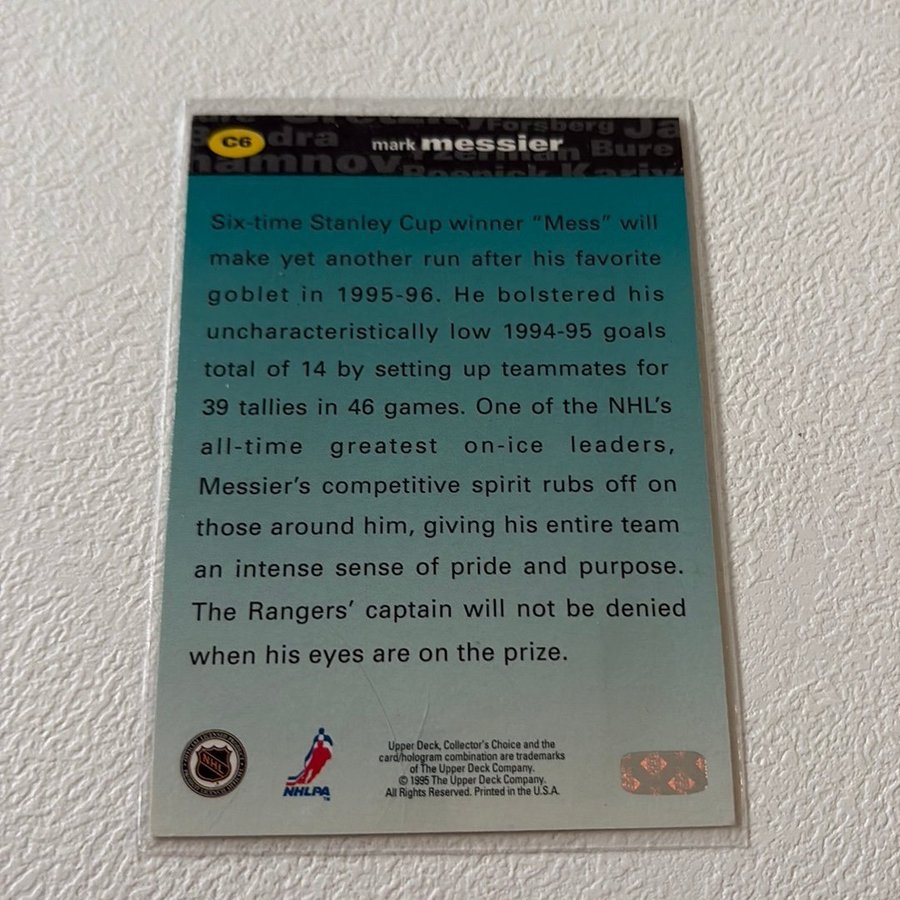 Gretzky Forsberg Ja
C6
mark messier
Bure
hamnov
Roenick Kariy
Six-time Stanley Cup winner “Mess” will
make yet another run after his favorite
goblet in 1995-96. He bolstered his
uncharacteristically low 1994-95 goals
total of 14 by setting up teammates for
39 tallies in 46 games. One of the NHL’s
all-time greatest on-ice leaders,
Messier’s competitive spirit rubs off on
those around him, giving his entire team
an intense sense of pride and purpose.
The Rangers’ captain will not be denied
when his eyes are on the prize.
NHL
NHLPA
TM
Upper Deck, Collector’s Choice and the
card/hologram combination are trademarks
of The Upper Deck Company.
© 1995 The Upper Deck Company.
All Rights Reserved. Printed in the U.S.A.